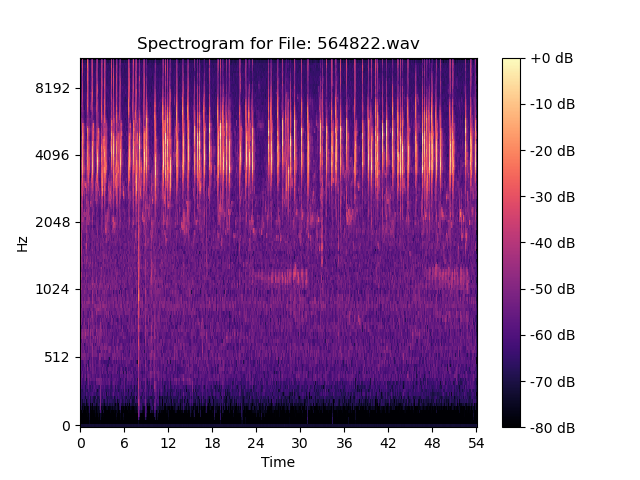 Spectrogram for File: 564822.wav
Hz
8192
4096
2048
1024
512
0
0 6 12 18 24 30 36 42 48 54
Time
+0 dB
-10 dB
-20 dB
-30 dB
-40 dB
-50 dB
-60 dB
-70 dB
-80 dB